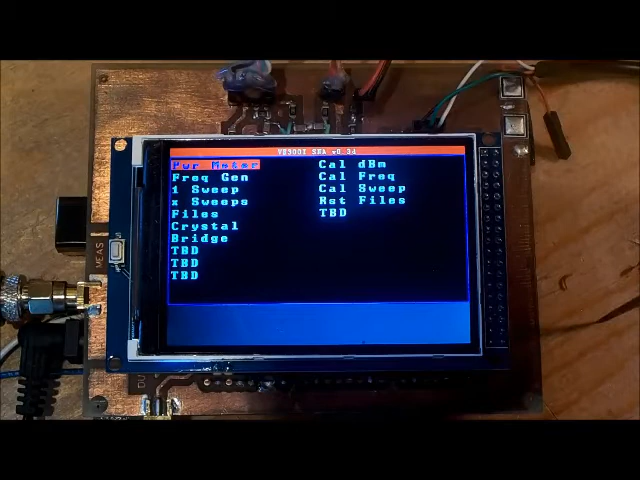 SNA v0.34
Pwr Meter
Freq Gen
1 Sweep
x Sweeps
Files
Crystal
Bridge
TBD
TBD
TBD
Cal dBm
Cal Freq
Cal Sweep
Rst Files
TBD
MEAS